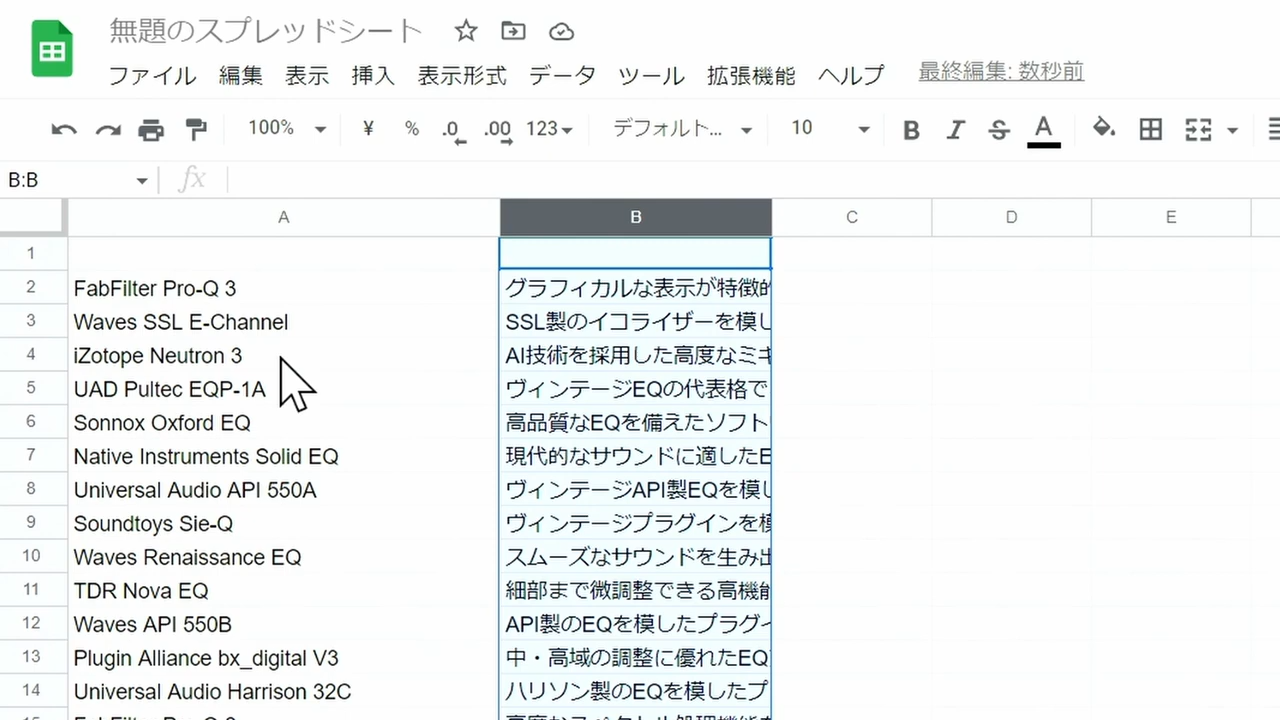 無題のスプレッドシート
ファイル 編集 表示 挿入 表示形式 データ ツール 拡張機能 ヘルプ 最終編集: 数秒前
100% ¥ % .0 .00 123 デフォルト... 10 B I S A
B:B fx
A B C D E
1
2 FabFilter Pro-Q 3 グラフィカルな表示が特徴的
3 Waves SSL E-Channel SSL製のイコライザーを模し
4 iZotope Neutron 3 AI技術を採用した高度なミキ
5 UAD Pultec EQP-1A ヴィンテージEQの代表格で
6 Sonnox Oxford EQ 高品質なEQを備えたソフト
7 Native Instruments Solid EQ 現代的なサウンドに適したE
8 Universal Audio API 550A ヴィンテージAPI製EQを模し
9 Soundtoys Sie-Q ヴィンテージプラグインを模
10 Waves Renaissance EQ スムーズなサウンドを生み出
11 TDR Nova EQ 細部まで微調整できる高機能
12 Waves API 550B API製のEQを模したプラグイ
13 Plugin Alliance bx_digital V3 中・高域の調整に優れたEQ
14 Universal Audio Harrison 32C ハリソン製のEQを模したプ